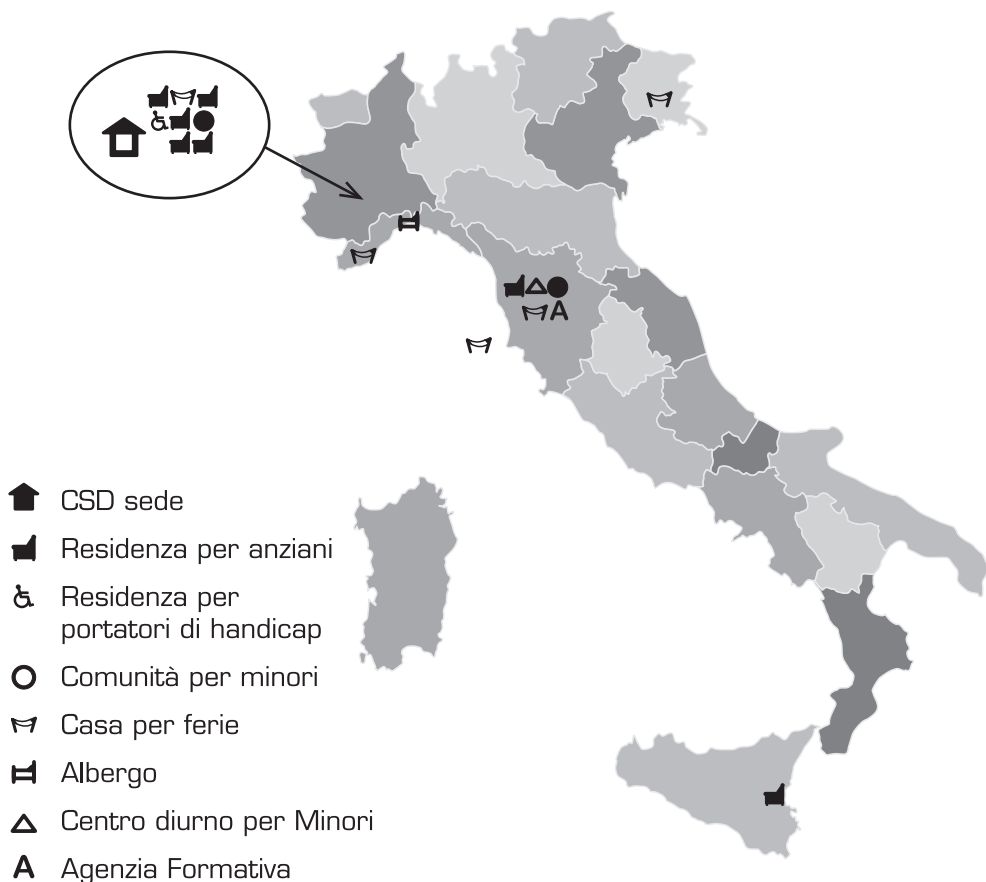 A
CSD sede
Residenza per anziani
Residenza per
portatori di handicap
Comunità per minori
Casa per ferie
Albergo
Centro diurno per Minori
A Agenzia Formativa